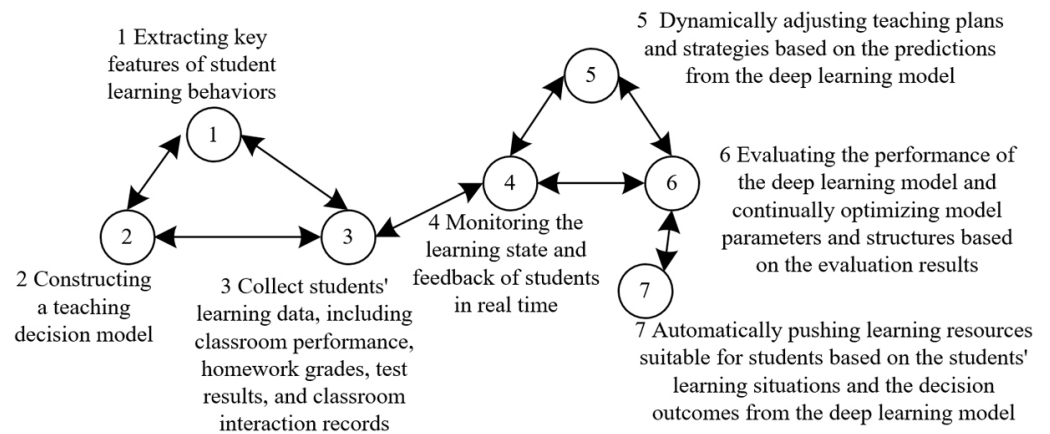 1 Extracting key
features of student
learning behaviors
1
2
2 Constructing
a teaching
decision model
3
3 Collect students'
learning data, including
classroom performance,
homework grades, test
results, and classroom
interaction records
4
4 Monitoring the
learning state and
feedback of students
in real time
5 Dynamically adjusting teaching plans
and strategies based on the predictions
from the deep learning model
5
6
6 Evaluating the performance of
the deep learning model and
continually optimizing model
parameters and structures based
on the evaluation results
7
7 Automatically pushing learning resources
suitable for students based on the students'
learning situations and the decision
outcomes from the deep learning model